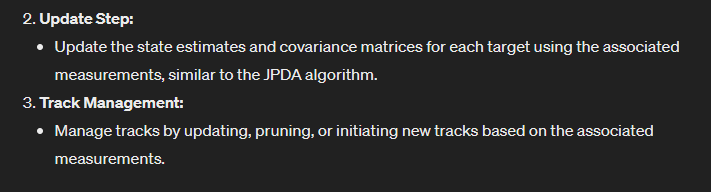 2. Update Step:
• Update the state estimates and covariance matrices for each target using the associated
measurements, similar to the JPDA algorithm.
3. Track Management:
• Manage tracks by updating, pruning, or initiating new tracks based on the associated
measurements.